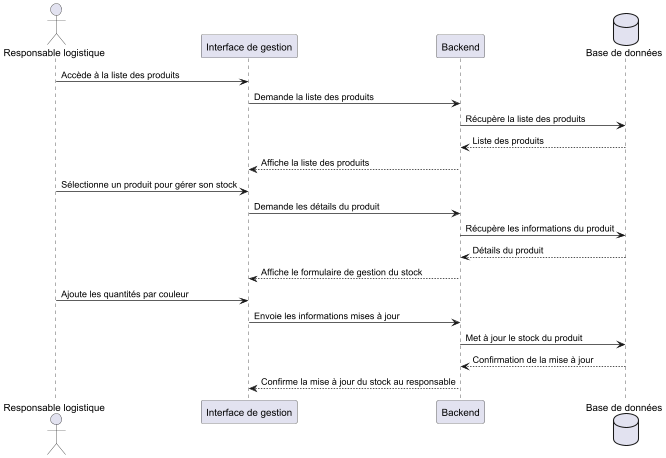 Responsable logistique
Interface de gestion
Backend
Base de données
Accède à la liste des produits
Demande la liste des produits
Récupère la liste des produits
Liste des produits
Affiche la liste des produits
Sélectionne un produit pour gérer son stock
Demande les détails du produit
Récupère les informations du produit
Détails du produit
Affiche le formulaire de gestion du stock
Ajoute les quantités par couleur
Envoie les informations mises à jour
Met à jour le stock du produit
Confirmation de la mise à jour
Confirme la mise à jour du stock au responsable
Responsable logistique
Interface de gestion
Backend
Base de données